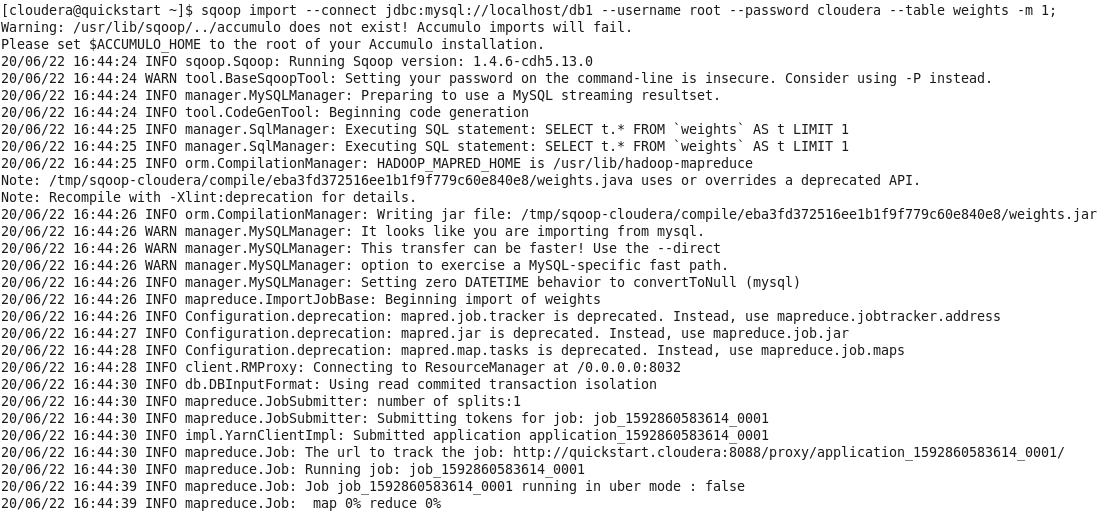 [cloudera@quickstart ~]$ sqoop import --connect jdbc:mysql://localhost/db1 --username root --password cloudera --table weights -m 1;
Warning: /usr/lib/sqoop/../accumulo does not exist! Accumulo imports will fail.
Please set $ACCUMULO_HOME to the root of your Accumulo installation.
20/06/22 16:44:24 INFO sqoop.Sqoop: Running Sqoop version: 1.4.6-cdh5.13.0
20/06/22 16:44:24 WARN tool.BaseSqoopTool: Setting your password on the command-line is insecure. Consider using -P instead.
20/06/22 16:44:24 INFO manager.MySQLManager: Preparing to use a MySQL streaming resultset.
20/06/22 16:44:24 INFO tool.CodeGenTool: Beginning code generation
20/06/22 16:44:25 INFO manager.SqlManager: Executing SQL statement: SELECT t.* FROM `weights` AS t LIMIT 1
20/06/22 16:44:25 INFO manager.SqlManager: Executing SQL statement: SELECT t.* FROM `weights` AS t LIMIT 1
20/06/22 16:44:25 INFO orm.CompilationManager: HADOOP_MAPRED_HOME is /usr/lib/hadoop-mapreduce
Note: /tmp/sqoop-cloudera/compile/eba3fd372516ee1b1f9f779c60e840e8/weights.java uses or overrides a deprecated API.
Note: Recompile with -Xlint:deprecation for details.
20/06/22 16:44:26 INFO orm.CompilationManager: Writing jar file: /tmp/sqoop-cloudera/compile/eba3fd372516ee1b1f9f779c60e840e8/weights.jar
20/06/22 16:44:26 WARN manager.MySQLManager: It looks like you are importing from mysql.
20/06/22 16:44:26 WARN manager.MySQLManager: This transfer can be faster! Use the --direct
20/06/22 16:44:26 WARN manager.MySQLManager: option to exercise a MySQL-specific fast path.
20/06/22 16:44:26 INFO manager.MySQLManager: Setting zero DATETIME behavior to convertToNull (mysql)
20/06/22 16:44:26 INFO mapreduce.ImportJobBase: Beginning import of weights
20/06/22 16:44:26 INFO Configuration.deprecation: mapred.job.tracker is deprecated. Instead, use mapreduce.jobtracker.address
20/06/22 16:44:27 INFO Configuration.deprecation: mapred.jar is deprecated. Instead, use mapreduce.job.jar
20/06/22 16:44:28 INFO Configuration.deprecation: mapred.map.tasks is deprecated. Instead, use mapreduce.job.maps
20/06/22 16:44:28 INFO client.RMProxy: Connecting to ResourceManager at /0.0.0.0:8032
20/06/22 16:44:30 INFO db.DBInputFormat: Using read commited transaction isolation
20/06/22 16:44:30 INFO mapreduce.JobSubmitter: number of splits:1
20/06/22 16:44:30 INFO mapreduce.JobSubmitter: Submitting tokens for job: job_1592860583614_0001
20/06/22 16:44:30 INFO impl.YarnClientImpl: Submitted application application_1592860583614_0001
20/06/22 16:44:30 INFO mapreduce.Job: The url to track the job: http://quickstart.cloudera:8088/proxy/application_1592860583614_0001/
20/06/22 16:44:30 INFO mapreduce.Job: Running job: job_1592860583614_0001
20/06/22 16:44:39 INFO mapreduce.Job: Job job_1592860583614_0001 running in uber mode : false
20/06/22 16:44:39 INFO mapreduce.Job:  map 0% reduce 0%